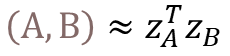 (A, B) ≈ z_A^T z_B